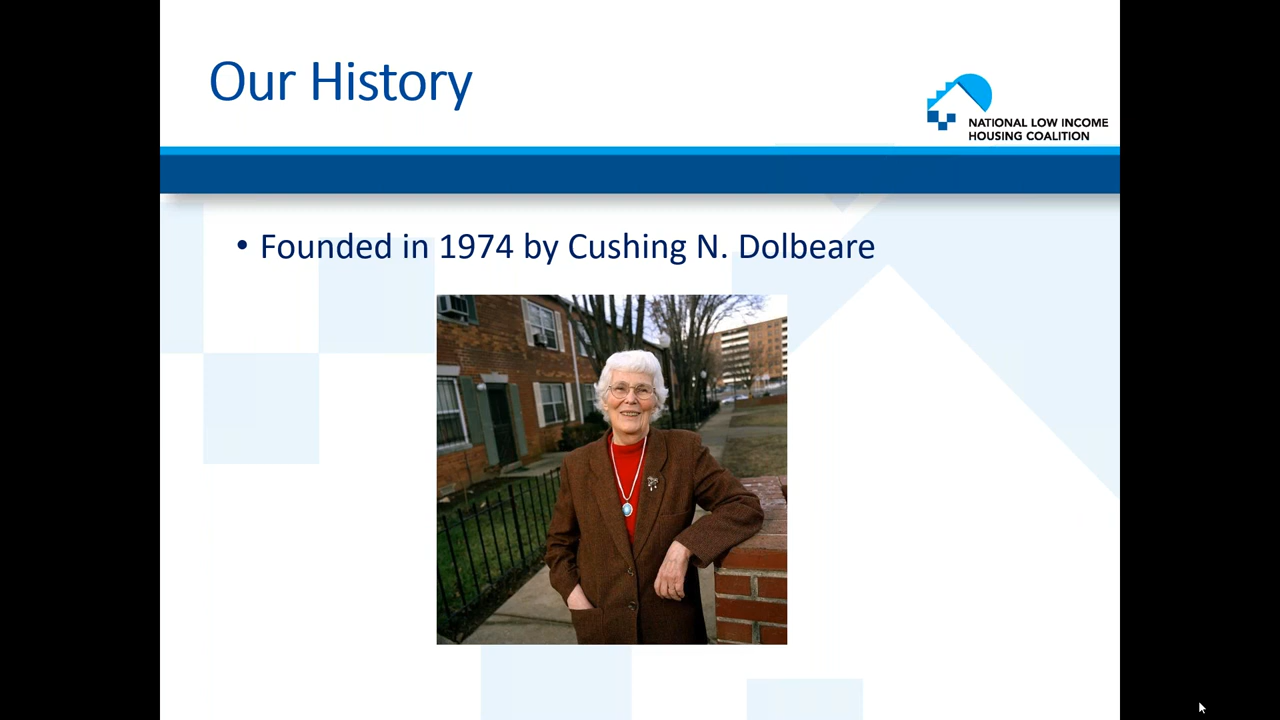 Our History
NATIONAL LOW INCOME
HOUSING COALITION
• Founded in 1974 by Cushing N. Dolbeare